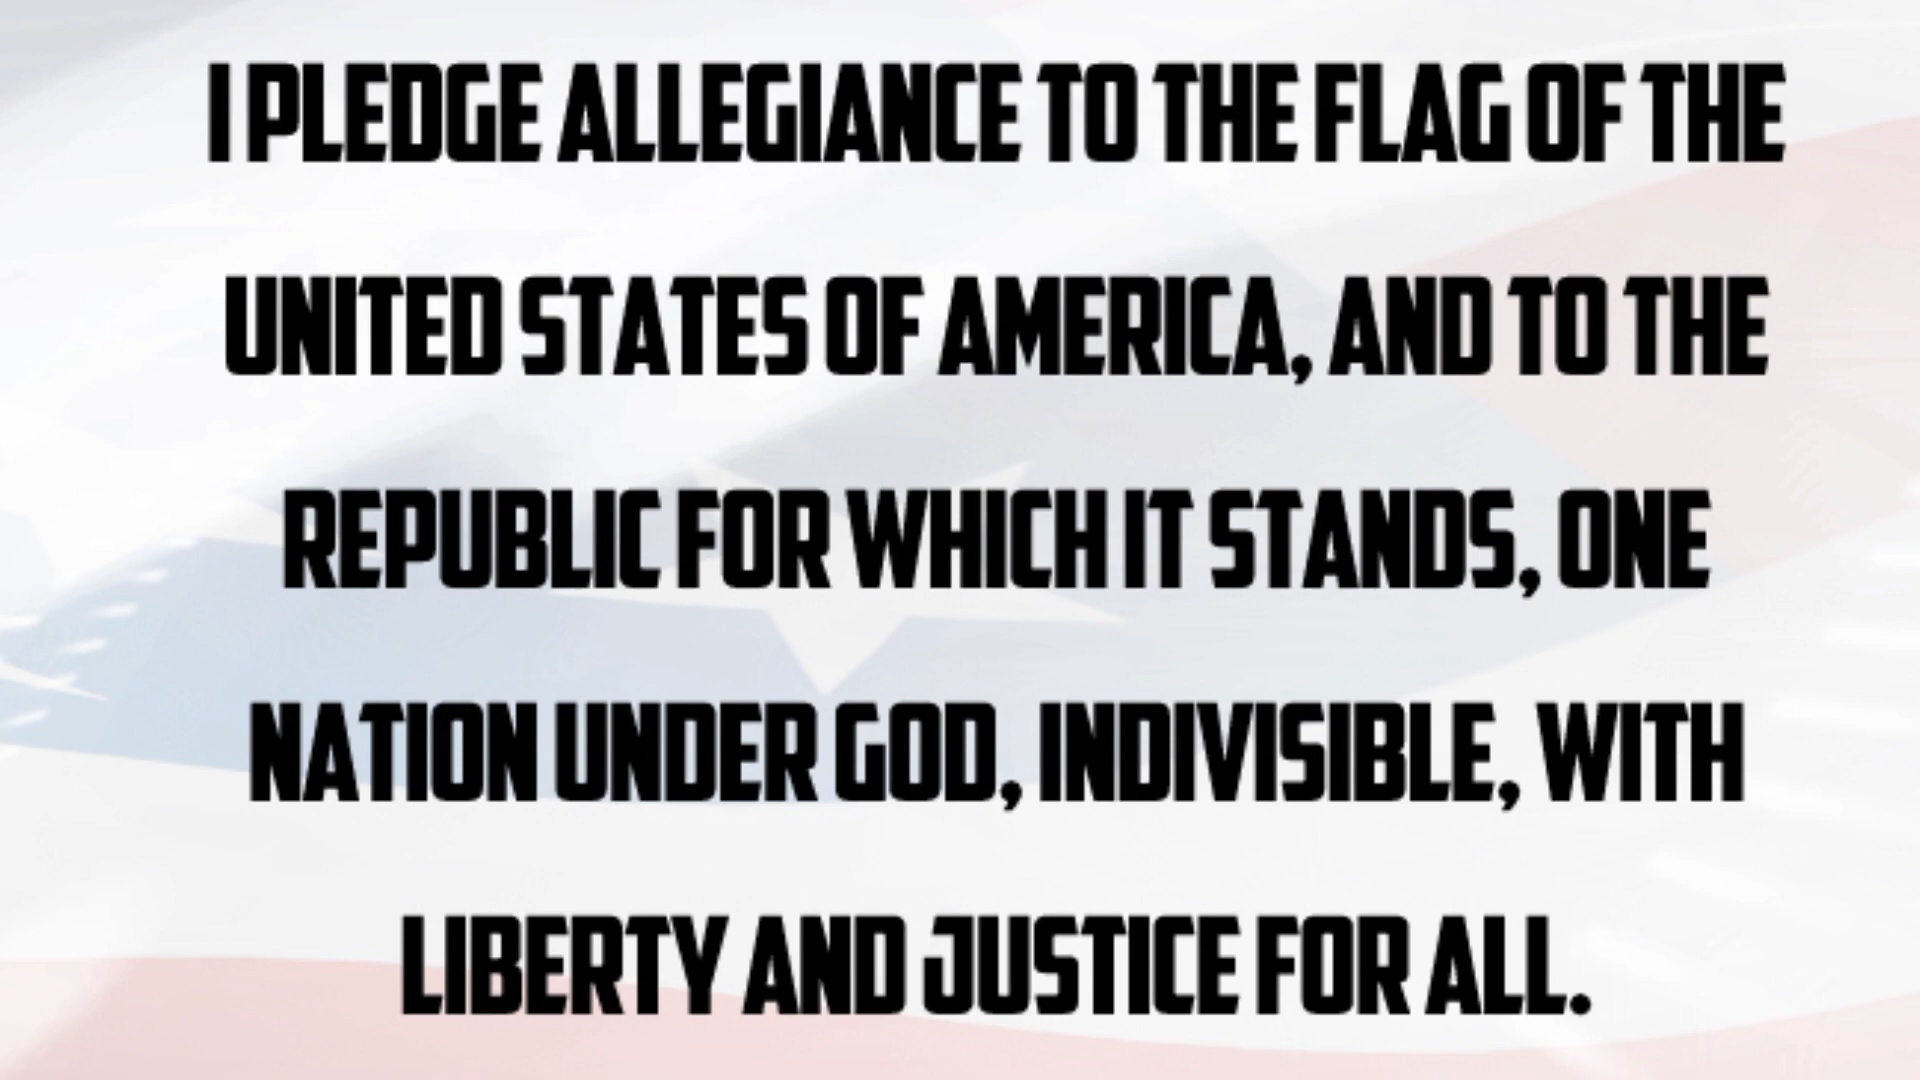 I PLEDGE ALLEGIANCE TO THE FLAG OF THE
UNITED STATES OF AMERICA, AND TO THE
REPUBLIC FOR WHICH IT STANDS, ONE
NATION UNDER GOD, INDIVISIBLE, WITH
LIBERTY AND JUSTICE FOR ALL.